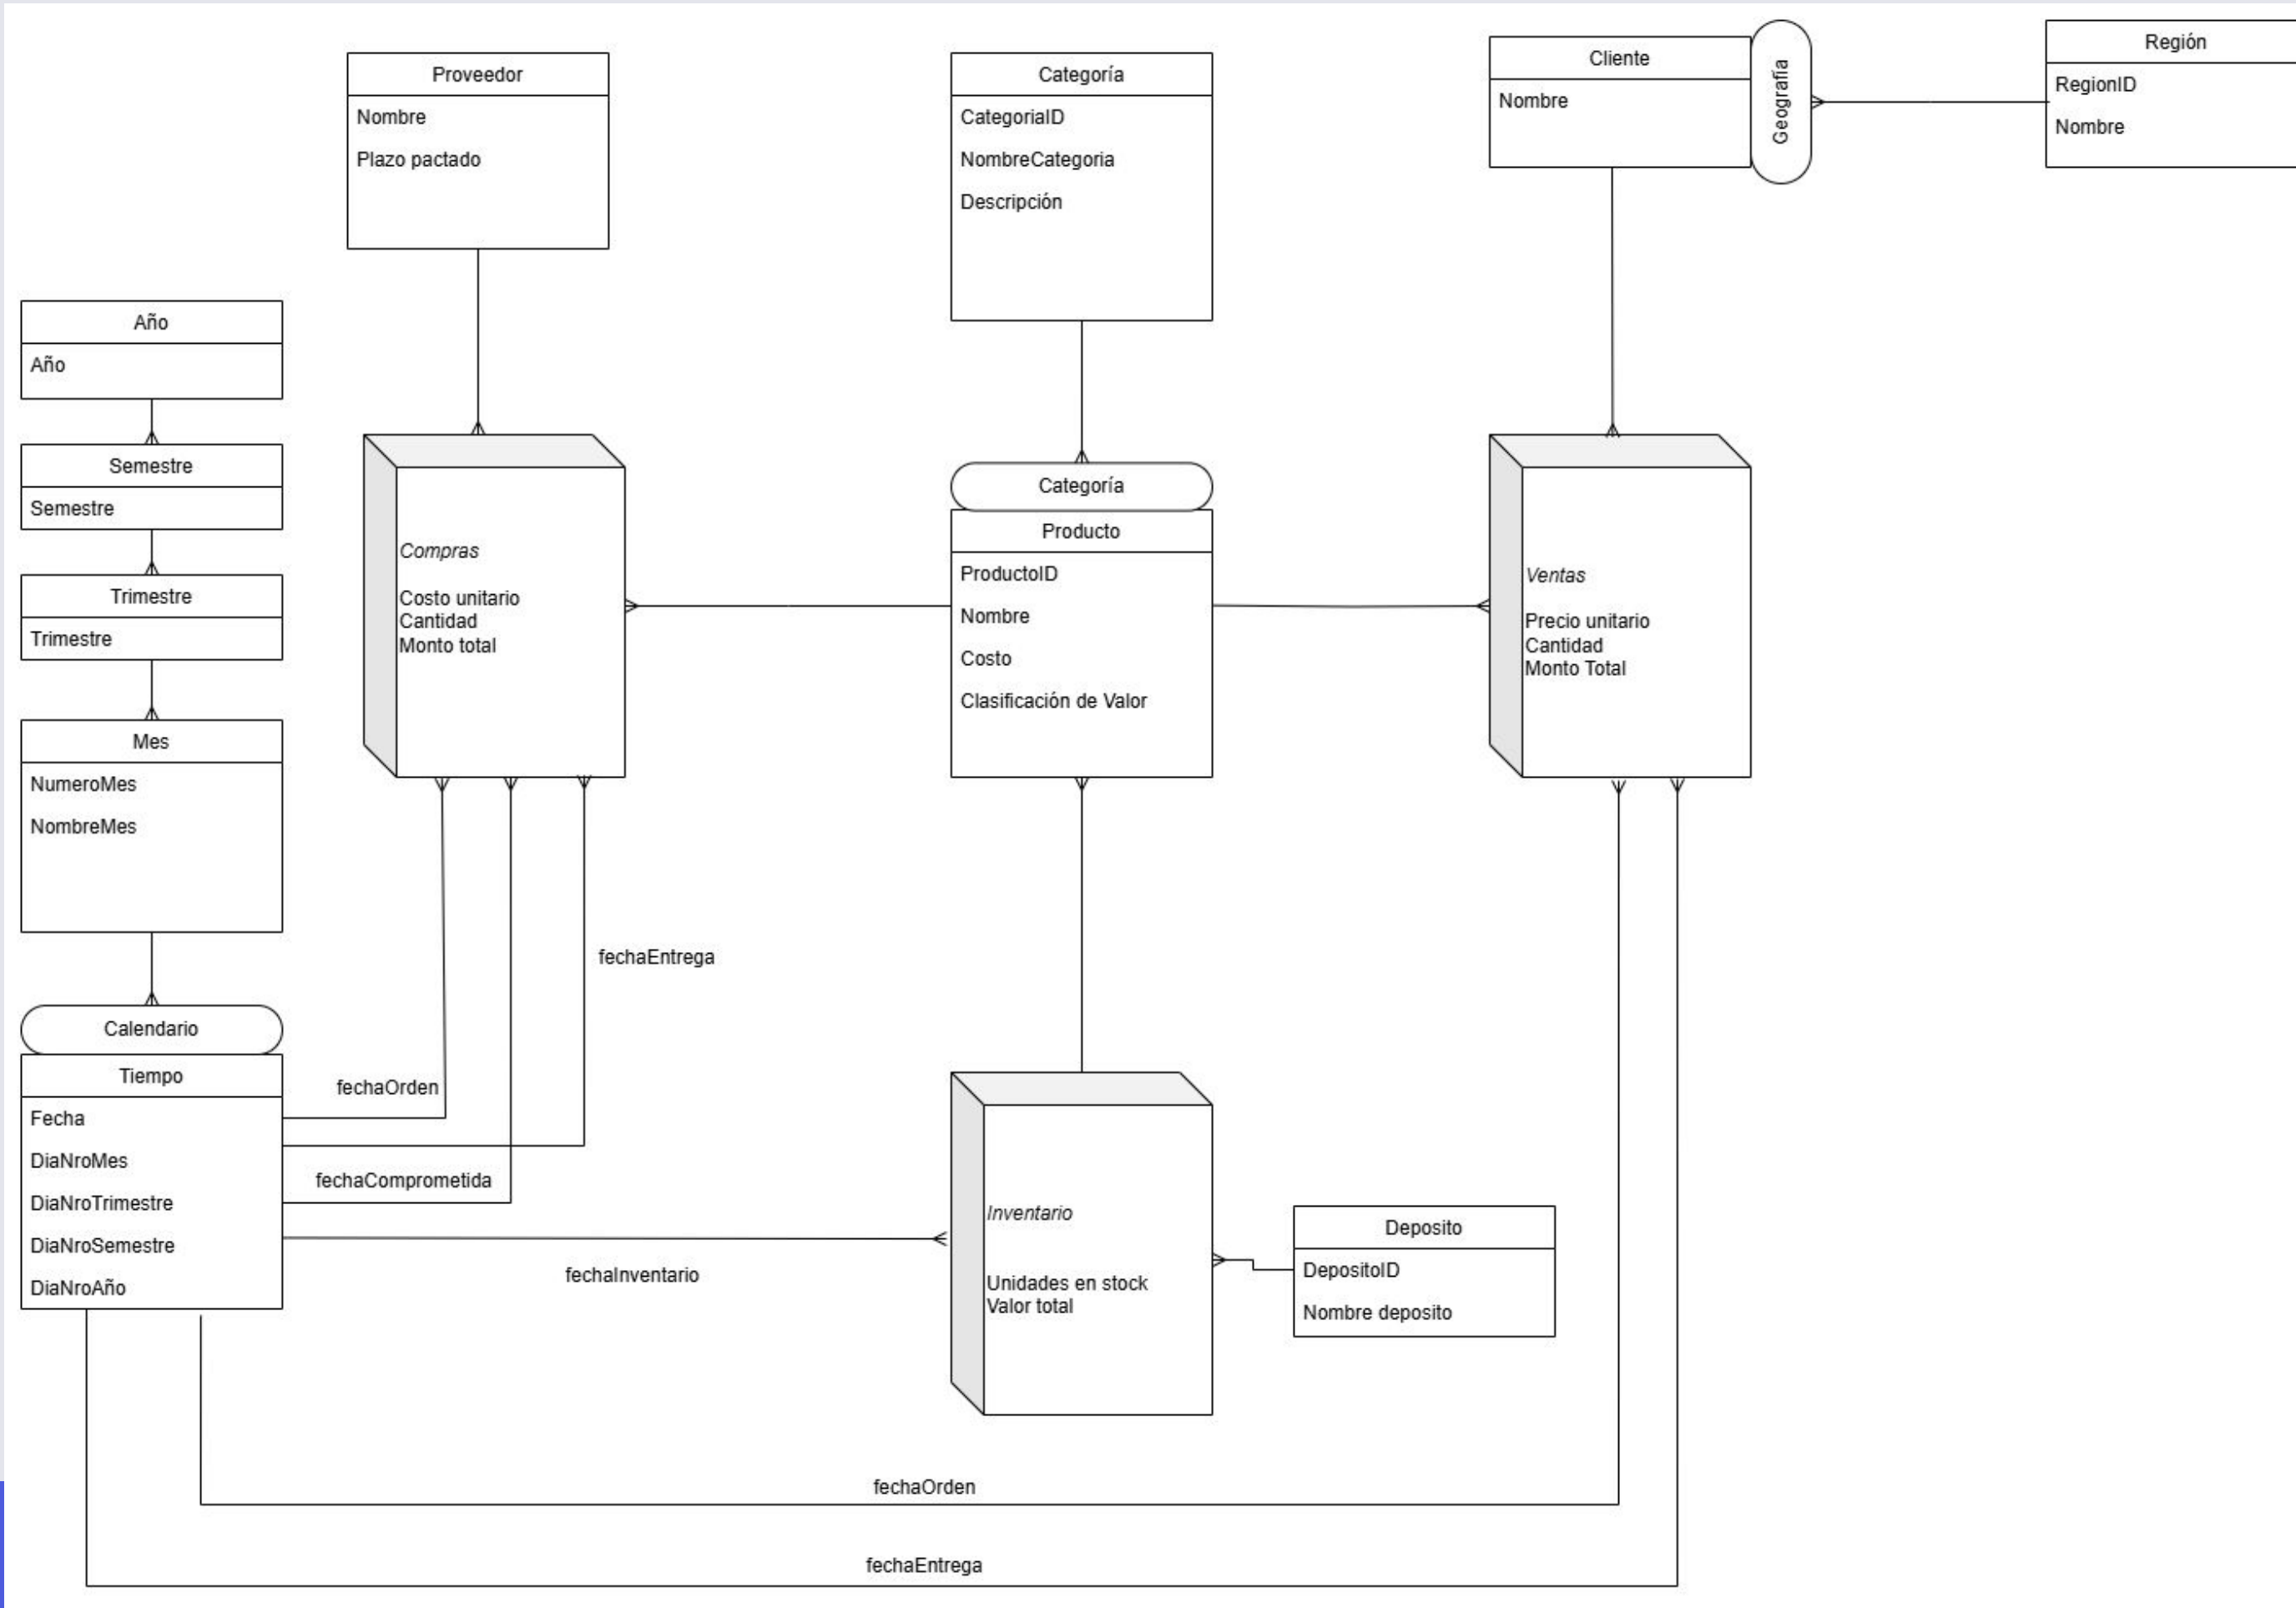 Proveedor
Nombre
Plazo pactado
Categoría
CategoriaID
NombreCategoria
Descripción
Cliente
Nombre
Geografía
Región
RegionID
Nombre
Año
Año
Semestre
Semestre
Trimestre
Trimestre
Mes
NumeroMes
NombreMes
Calendario
Tiempo
Fecha
DiaNroMes
DiaNroTrimestre
DiaNroSemestre
DiaNroAño
Compras
Costo unitario
Cantidad
Monto total
Categoría
Producto
ProductoID
Nombre
Costo
Clasificación de Valor
Ventas
Precio unitario
Cantidad
Monto Total
fechaEntrega
fechaOrden
fechaComprometida
fechaInventario
Inventario
Unidades en stock
Valor total
Deposito
DepositoID
Nombre deposito
fechaOrden
fechaEntrega